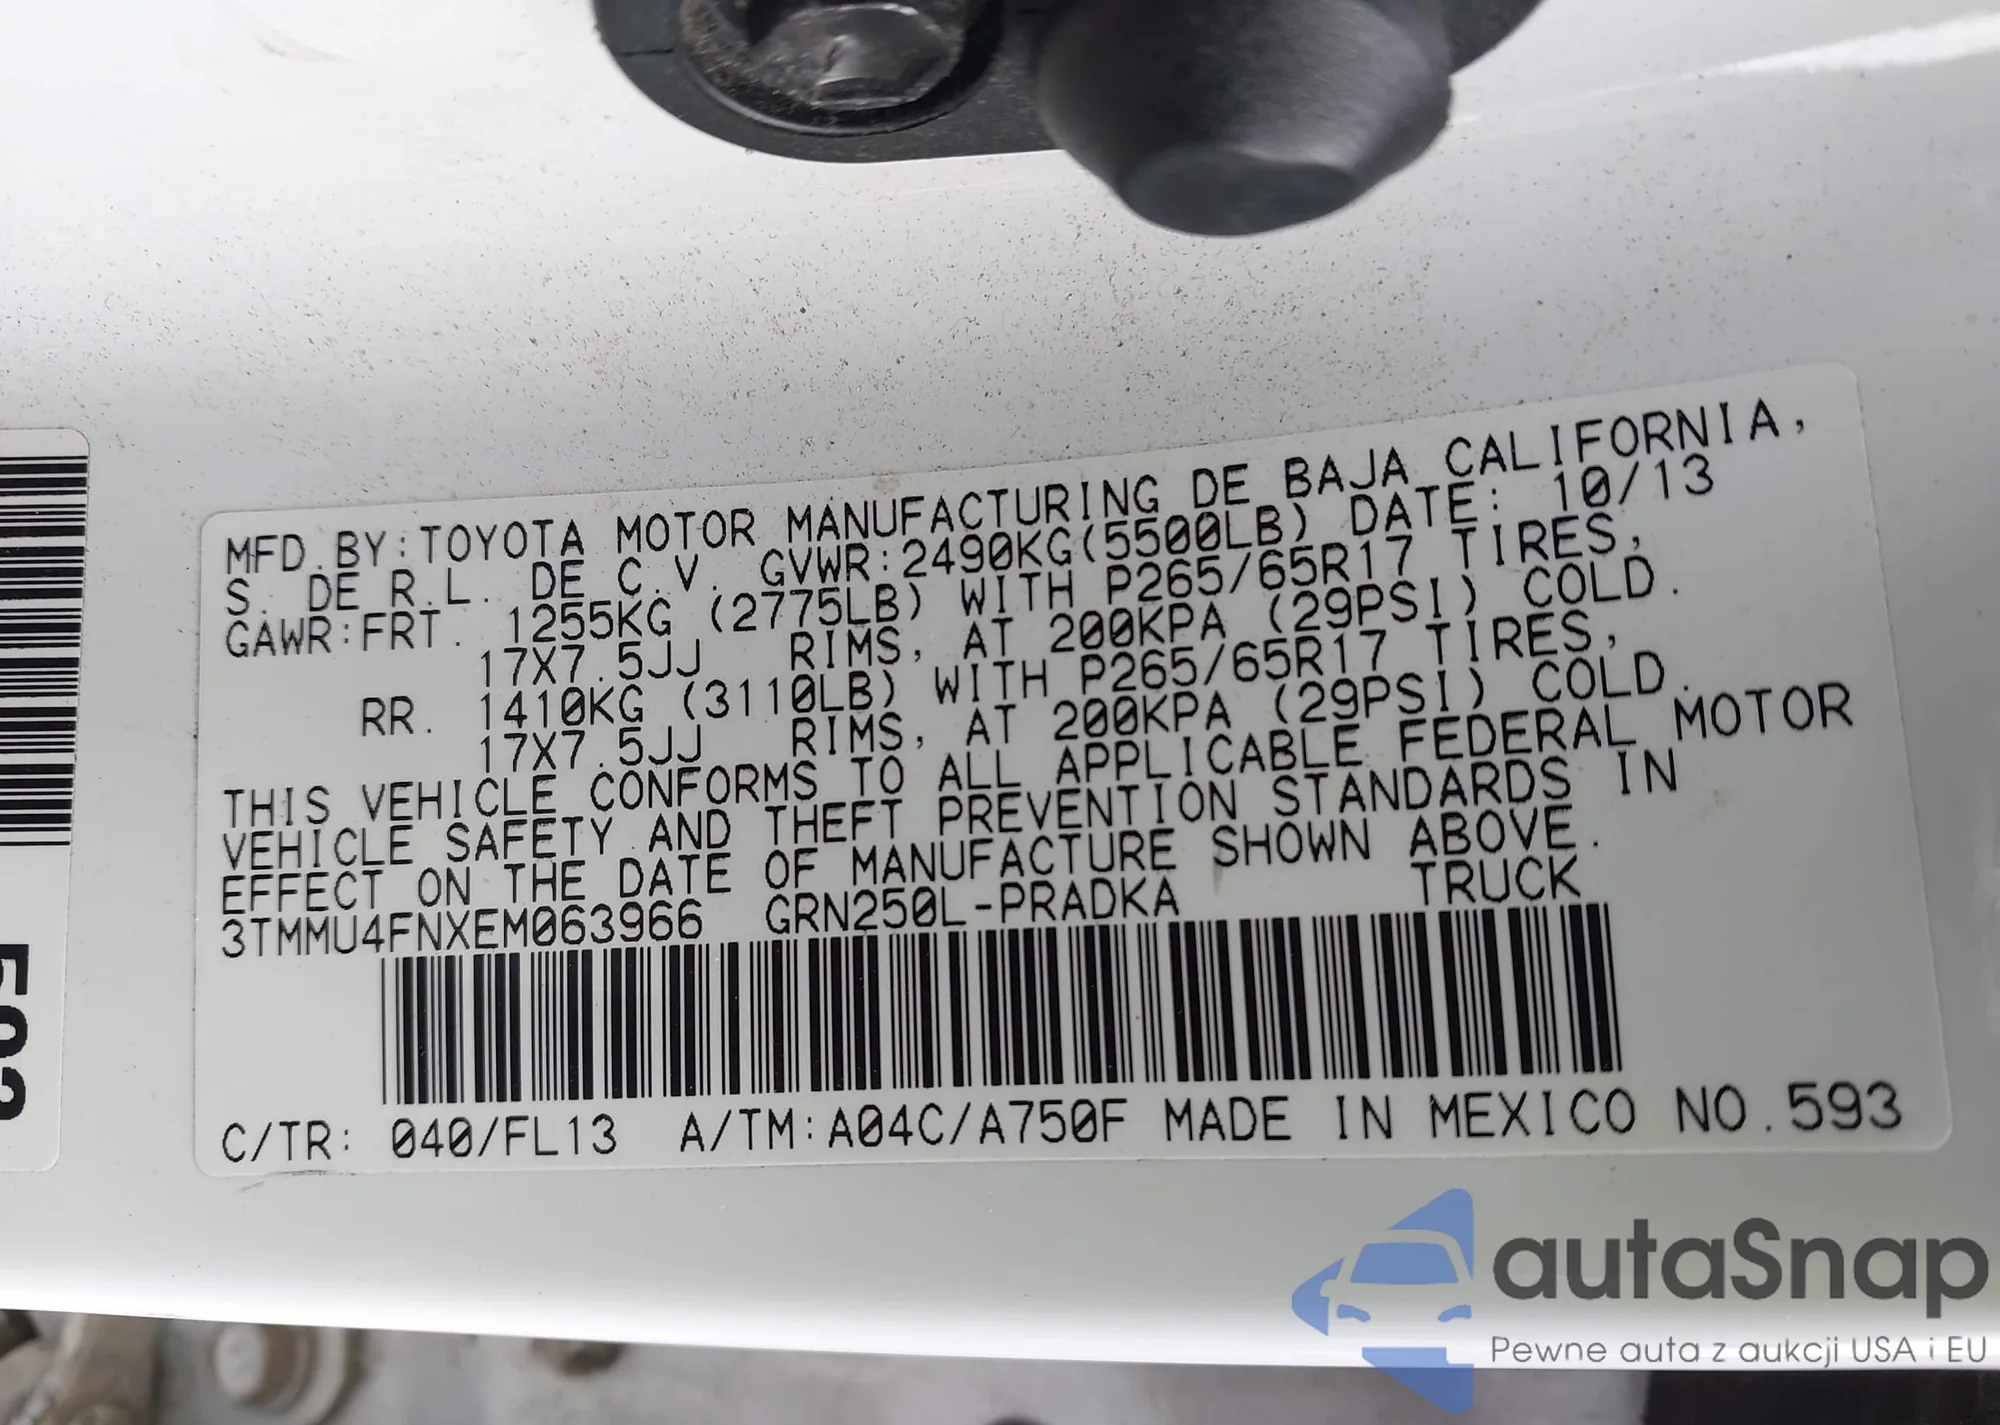 MFD.BY:TOYOTA MOTOR MANUFACTURING DE BAJA CALIFORNIA,
S. DE R.L. DE C.V. GVWR:2490KG(5500LB) DATE: 10/13
GAWR:FRT. 1255KG (2775LB) WITH P265/65R17 TIRES,
17X7.5JJ RIMS, AT 200KPA (29PSI) COLD.
RR. 1410KG (3110LB) WITH P265/65R17 TIRES,
17X7.5JJ RIMS, AT 200KPA (29PSI) COLD.
THIS VEHICLE CONFORMS TO ALL APPLICABLE FEDERAL MOTOR
VEHICLE SAFETY AND THEFT PREVENTION STANDARDS IN
EFFECT ON THE DATE OF MANUFACTURE SHOWN ABOVE.
3TMMU4FNXEM063966 GRN250L-PRADKA TRUCK
C/TR: 040/FL13 A/TM:A04C/A750F MADE IN MEXICO NO.593
autaSnap
Pewne auta z aukcji USA i EU